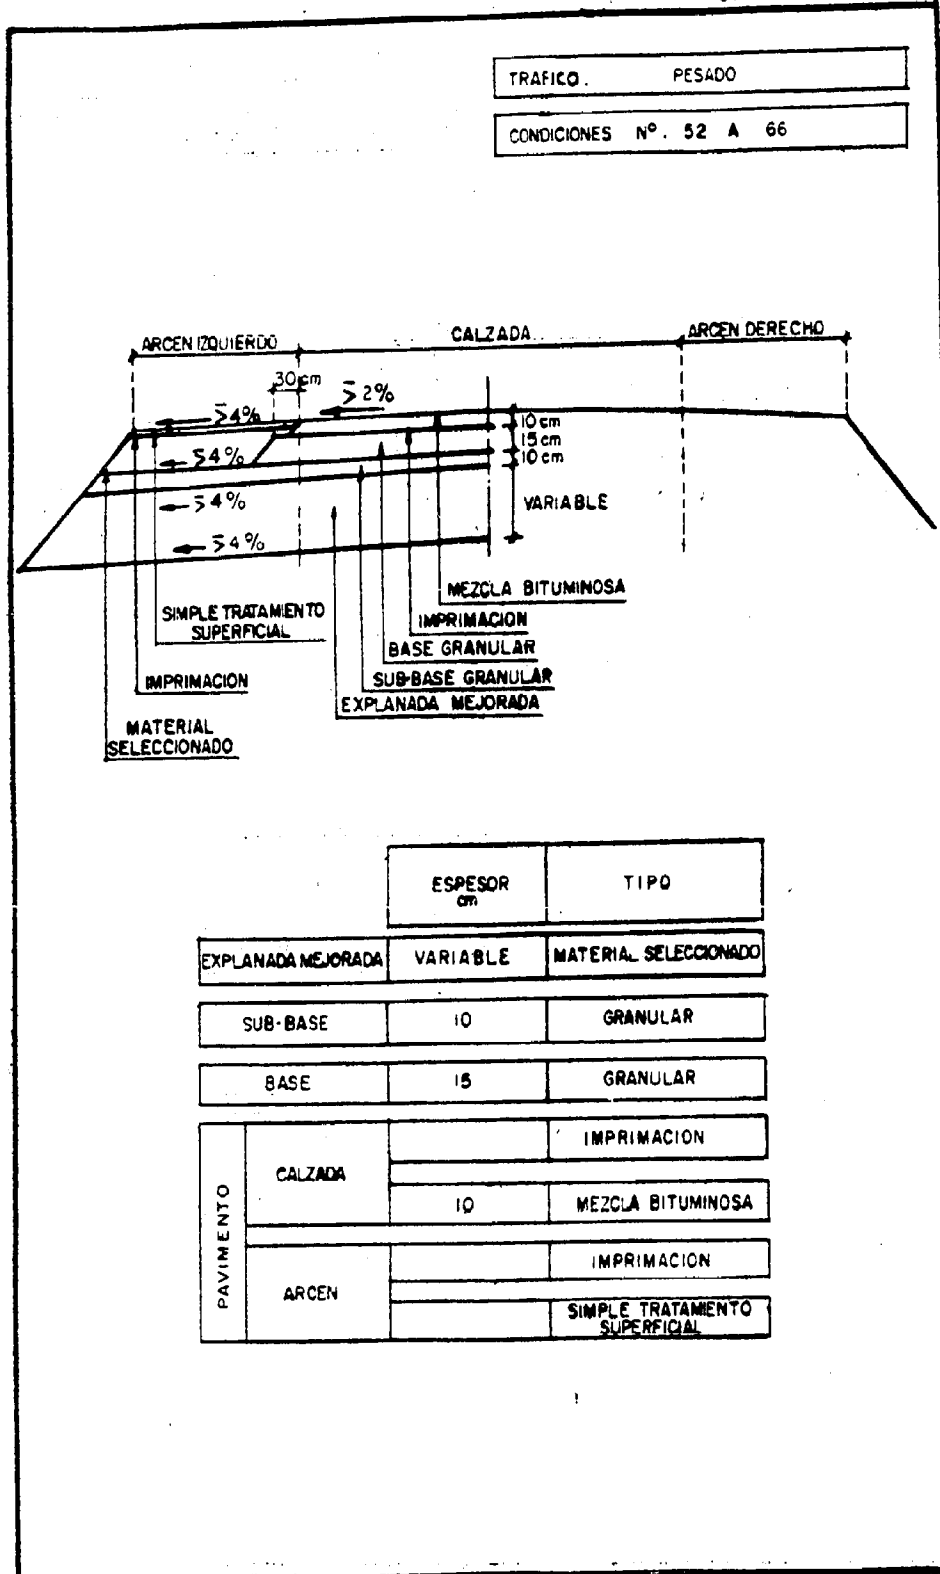 TRAFICO. PESADO
CONDICIONES Nº. 52 A 66
ARCEN IZQUIERDO
CALZADA
ARCEN DERECHO
30 cm
≥2%
≥4%
10 cm
15 cm
≥4%
10 cm
≥4%
VARIABLE
≥4%
MEZCLA BITUMINOSA
SIMPLE TRATAMIENTO
SUPERFICIAL
IMPRIMACION
BASE GRANULAR
SUB-BASE GRANULAR
IMPRIMACION
EXPLANADA MEJORADA
MATERIAL
SELECCIONADO
ESPESOR
cm
TIPO
EXPLANADA MEJORADA VARIABLE MATERIAL SELECCIONADO
SUB-BASE 10 GRANULAR
BASE 15 GRANULAR
PAVIMENTO
CALZADA
IMPRIMACION
10 MEZCLA BITUMINOSA
ARCEN
IMPRIMACION
SIMPLE TRATAMIENTO
SUPERFICIAL